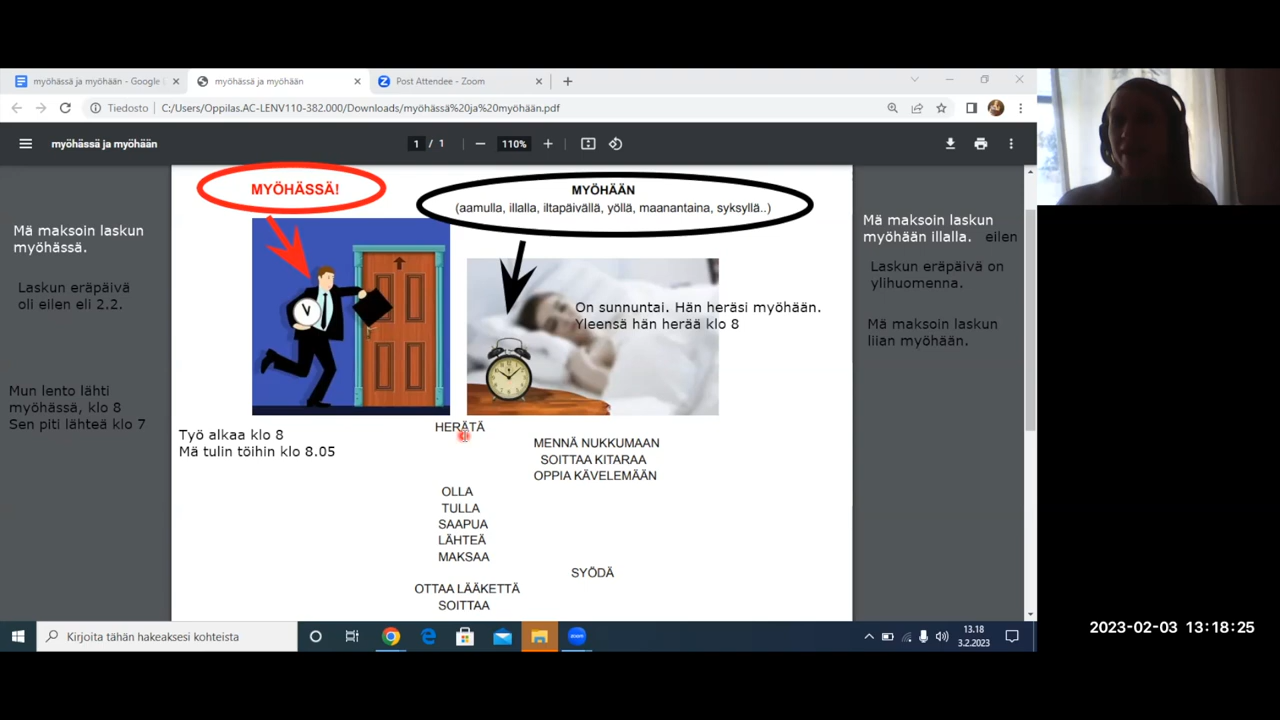 myöhässä ja myöhään - Google
myöhässä ja myöhään
Post Attendee - Zoom
Tiedosto
C:/Users/Oppilas.AC-LENV110-382.000/Downloads/myöhässä%20ja%20myöhään.pdf
myöhässä ja myöhään
1 / 1
110%
MYÖHÄSSÄ!
MYÖHÄÄN
(aamulla, illalla, iltapäivällä, yöllä, maanantaina, syksyllä..)
Mä maksoin laskun
myöhässä.
Laskun eräpäivä
oli eilen eli 2.2.
Mun lento lähti
myöhässä, klo 8
Sen piti lähteä klo 7
On sunnuntai. Hän heräsi myöhään.
Yleensä hän herää klo 8
Mä maksoin laskun
myöhään illalla. eilen
Laskun eräpäivä on
ylihuomenna.
Mä maksoin laskun
liian myöhään.
Työ alkaa klo 8
Mä tulin töihin klo 8.05
HERÄTÄ
MENNÄ NUKKUMAAN
SOITTAA KITARAA
OPPIA KÄVELEMÄÄN
OLLA
TULLA
SAAPUA
LÄHTEÄ
MAKSAA
SYÖDÄ
OTTAA LÄÄKETTÄ
SOITTAA
Kirjoita tähän hakeaksesi kohteista
zoom
13.18
3.2.2023
2023-02-03 13:18:25